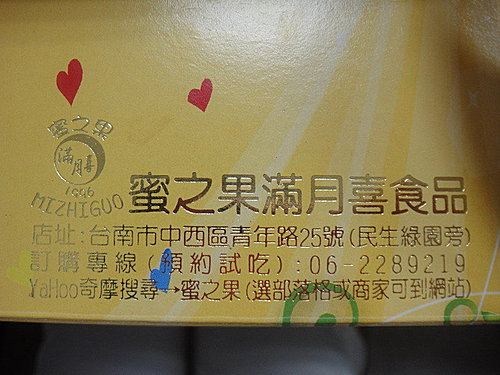 蜜之果
滿月喜
1996
MIZHIGUO
蜜之果滿月喜食品
店址:台南市中西區青年路25號(民生綠園旁)
訂購專線(預約試吃):06-2289219
Yahoo奇摩搜尋→蜜之果(選部落格或商家可到網站)